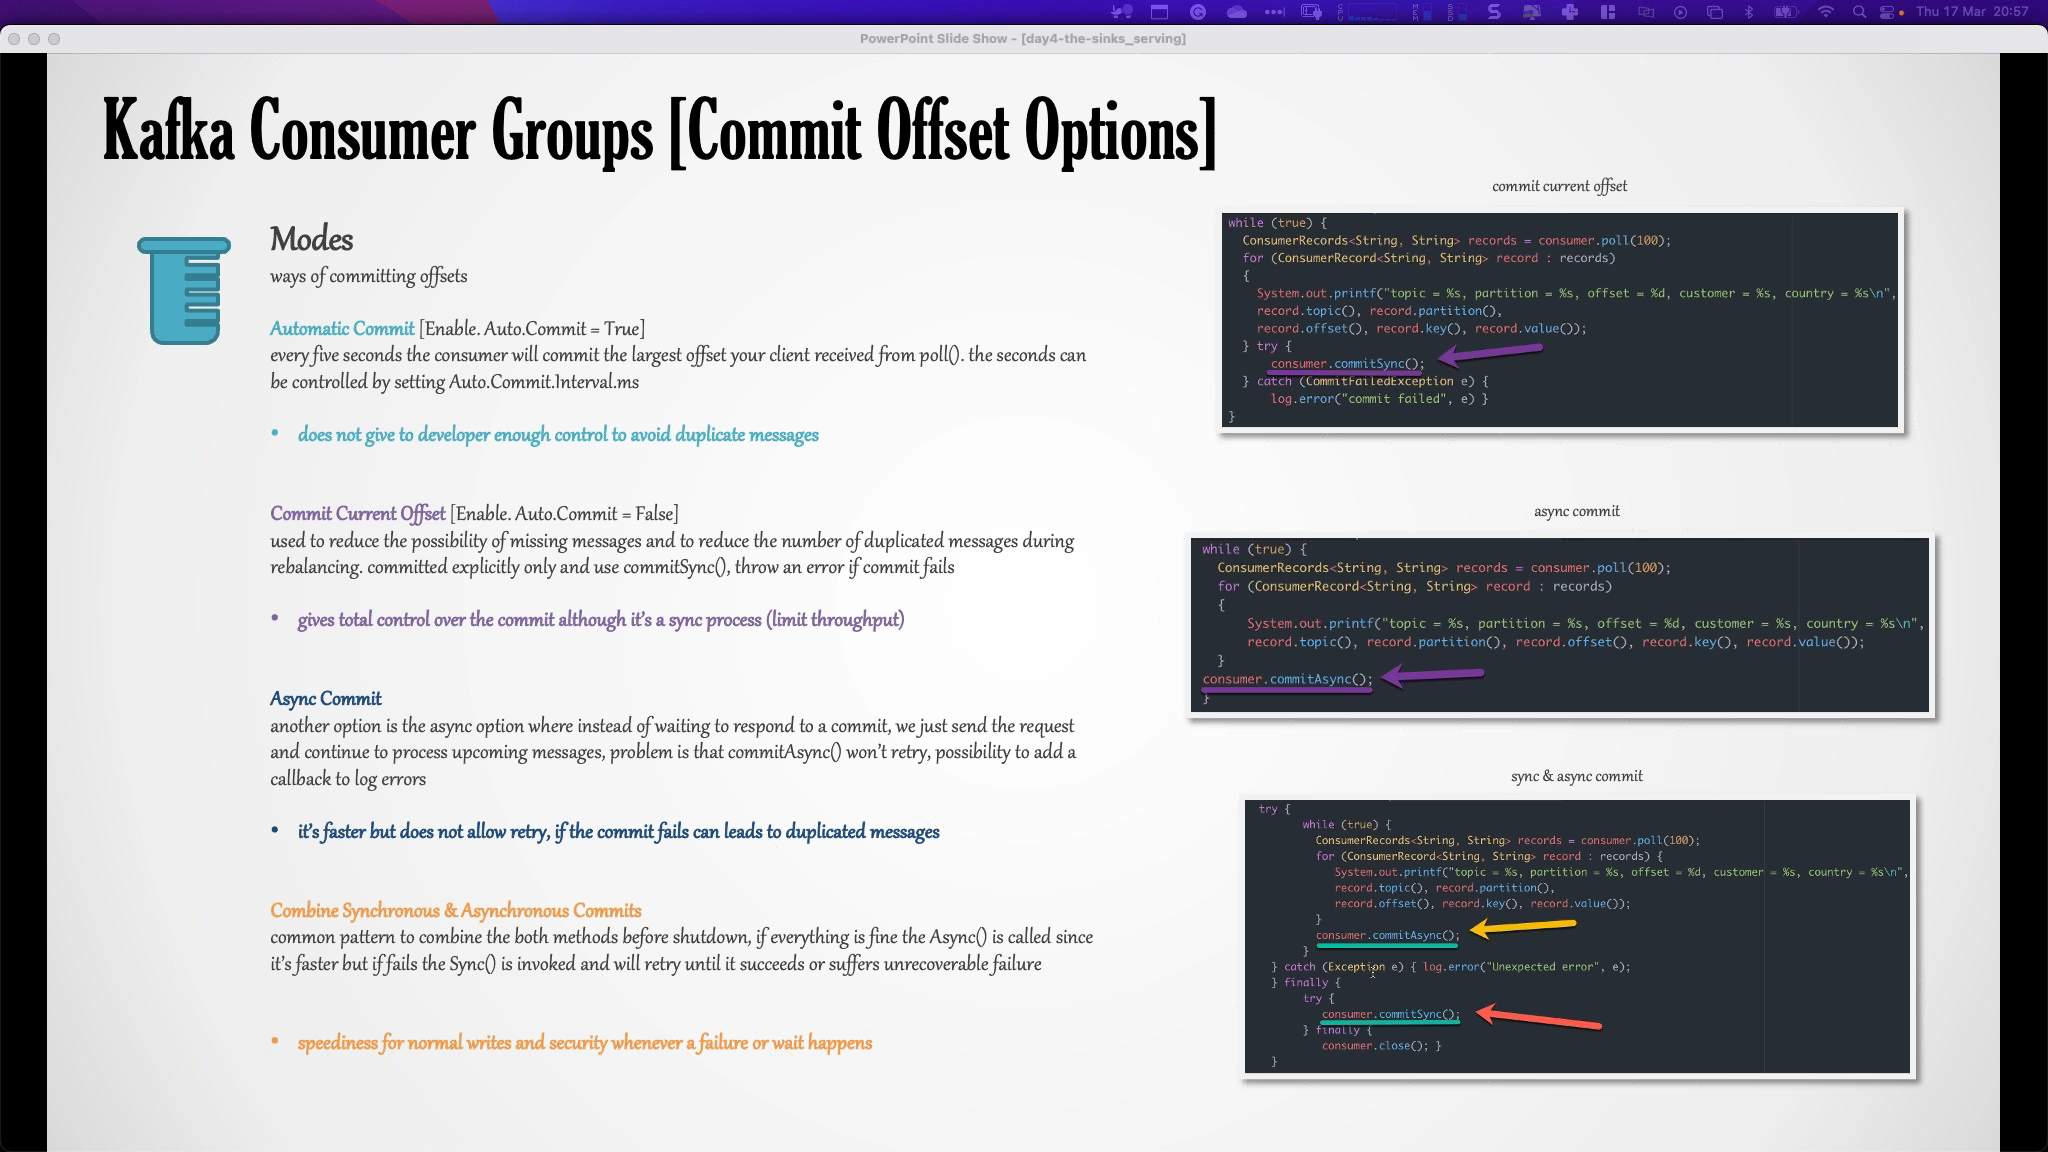 Thu 17 Mar 20:57
PowerPoint Slide Show - [day4-the-sinks_serving]
Kafka Consumer Groups [Commit Offset Options]
Modes
ways of committing offsets
Automatic Commit [Enable. Auto.Commit = True]
every five seconds the consumer will commit the largest offset your client received from poll(). the seconds can
be controlled by setting Auto.Commit.Interval.ms
• does not give to developer enough control to avoid duplicate messages
Commit Current Offset [Enable. Auto.Commit = False]
used to reduce the possibility of missing messages and to reduce the number of duplicated messages during
rebalancing. committed explicitly only and use commitSync(), throw an error if commit fails
• gives total control over the commit although it's a sync process (limit throughput)
Async Commit
another option is the async option where instead of waiting to respond to a commit, we just send the request
and continue to process upcoming messages, problem is that commitAsync() won't retry, possibility to add a
callback to log errors
• it's faster but does not allow retry, if the commit fails can leads to duplicated messages
Combine Synchronous & Asynchronous Commits
common pattern to combine the both methods before shutdown, if everything is fine the Async() is called since
it's faster but if fails the Sync() is invoked and will retry until it succeeds or suffers unrecoverable failure
• speediness for normal writes and security whenever a failure or wait happens
commit current offset
while (true) {
ConsumerRecords<String, String> records = consumer.poll(100);
for (ConsumerRecord<String, String> record : records)
{
System.out.printf("topic = %s, partition = %s, offset = %d, customer = %s, country = %s\n",
record.topic(), record.partition(),
record.offset(), record.key(), record.value());
} try {
consumer.commitSync();
} catch (CommitFailedException e) {
log.error("commit failed", e) }
}
async commit
while (true) {
ConsumerRecords<String, String> records = consumer.poll(100);
for (ConsumerRecord<String, String> record : records)
{
System.out.printf("topic = %s, partition = %s, offset = %d, customer = %s, country = %s\n",
record.topic(), record.partition(), record.offset(), record.key(), record.value());
}
consumer.commitAsync();
}
sync & async commit
try {
while (true) {
ConsumerRecords<String, String> records = consumer.poll(100);
for (ConsumerRecord<String, String> record : records) {
System.out.printf("topic = %s, partition = %s, offset = %d, customer = %s, country = %s\n",
record.topic(), record.partition(),
record.offset(), record.key(), record.value());
}
consumer.commitAsync();
}
} catch (Exception e) { log.error("Unexpected error", e);
} finally {
try {
consumer.commitSync();
} finally {
consumer.close(); }
}